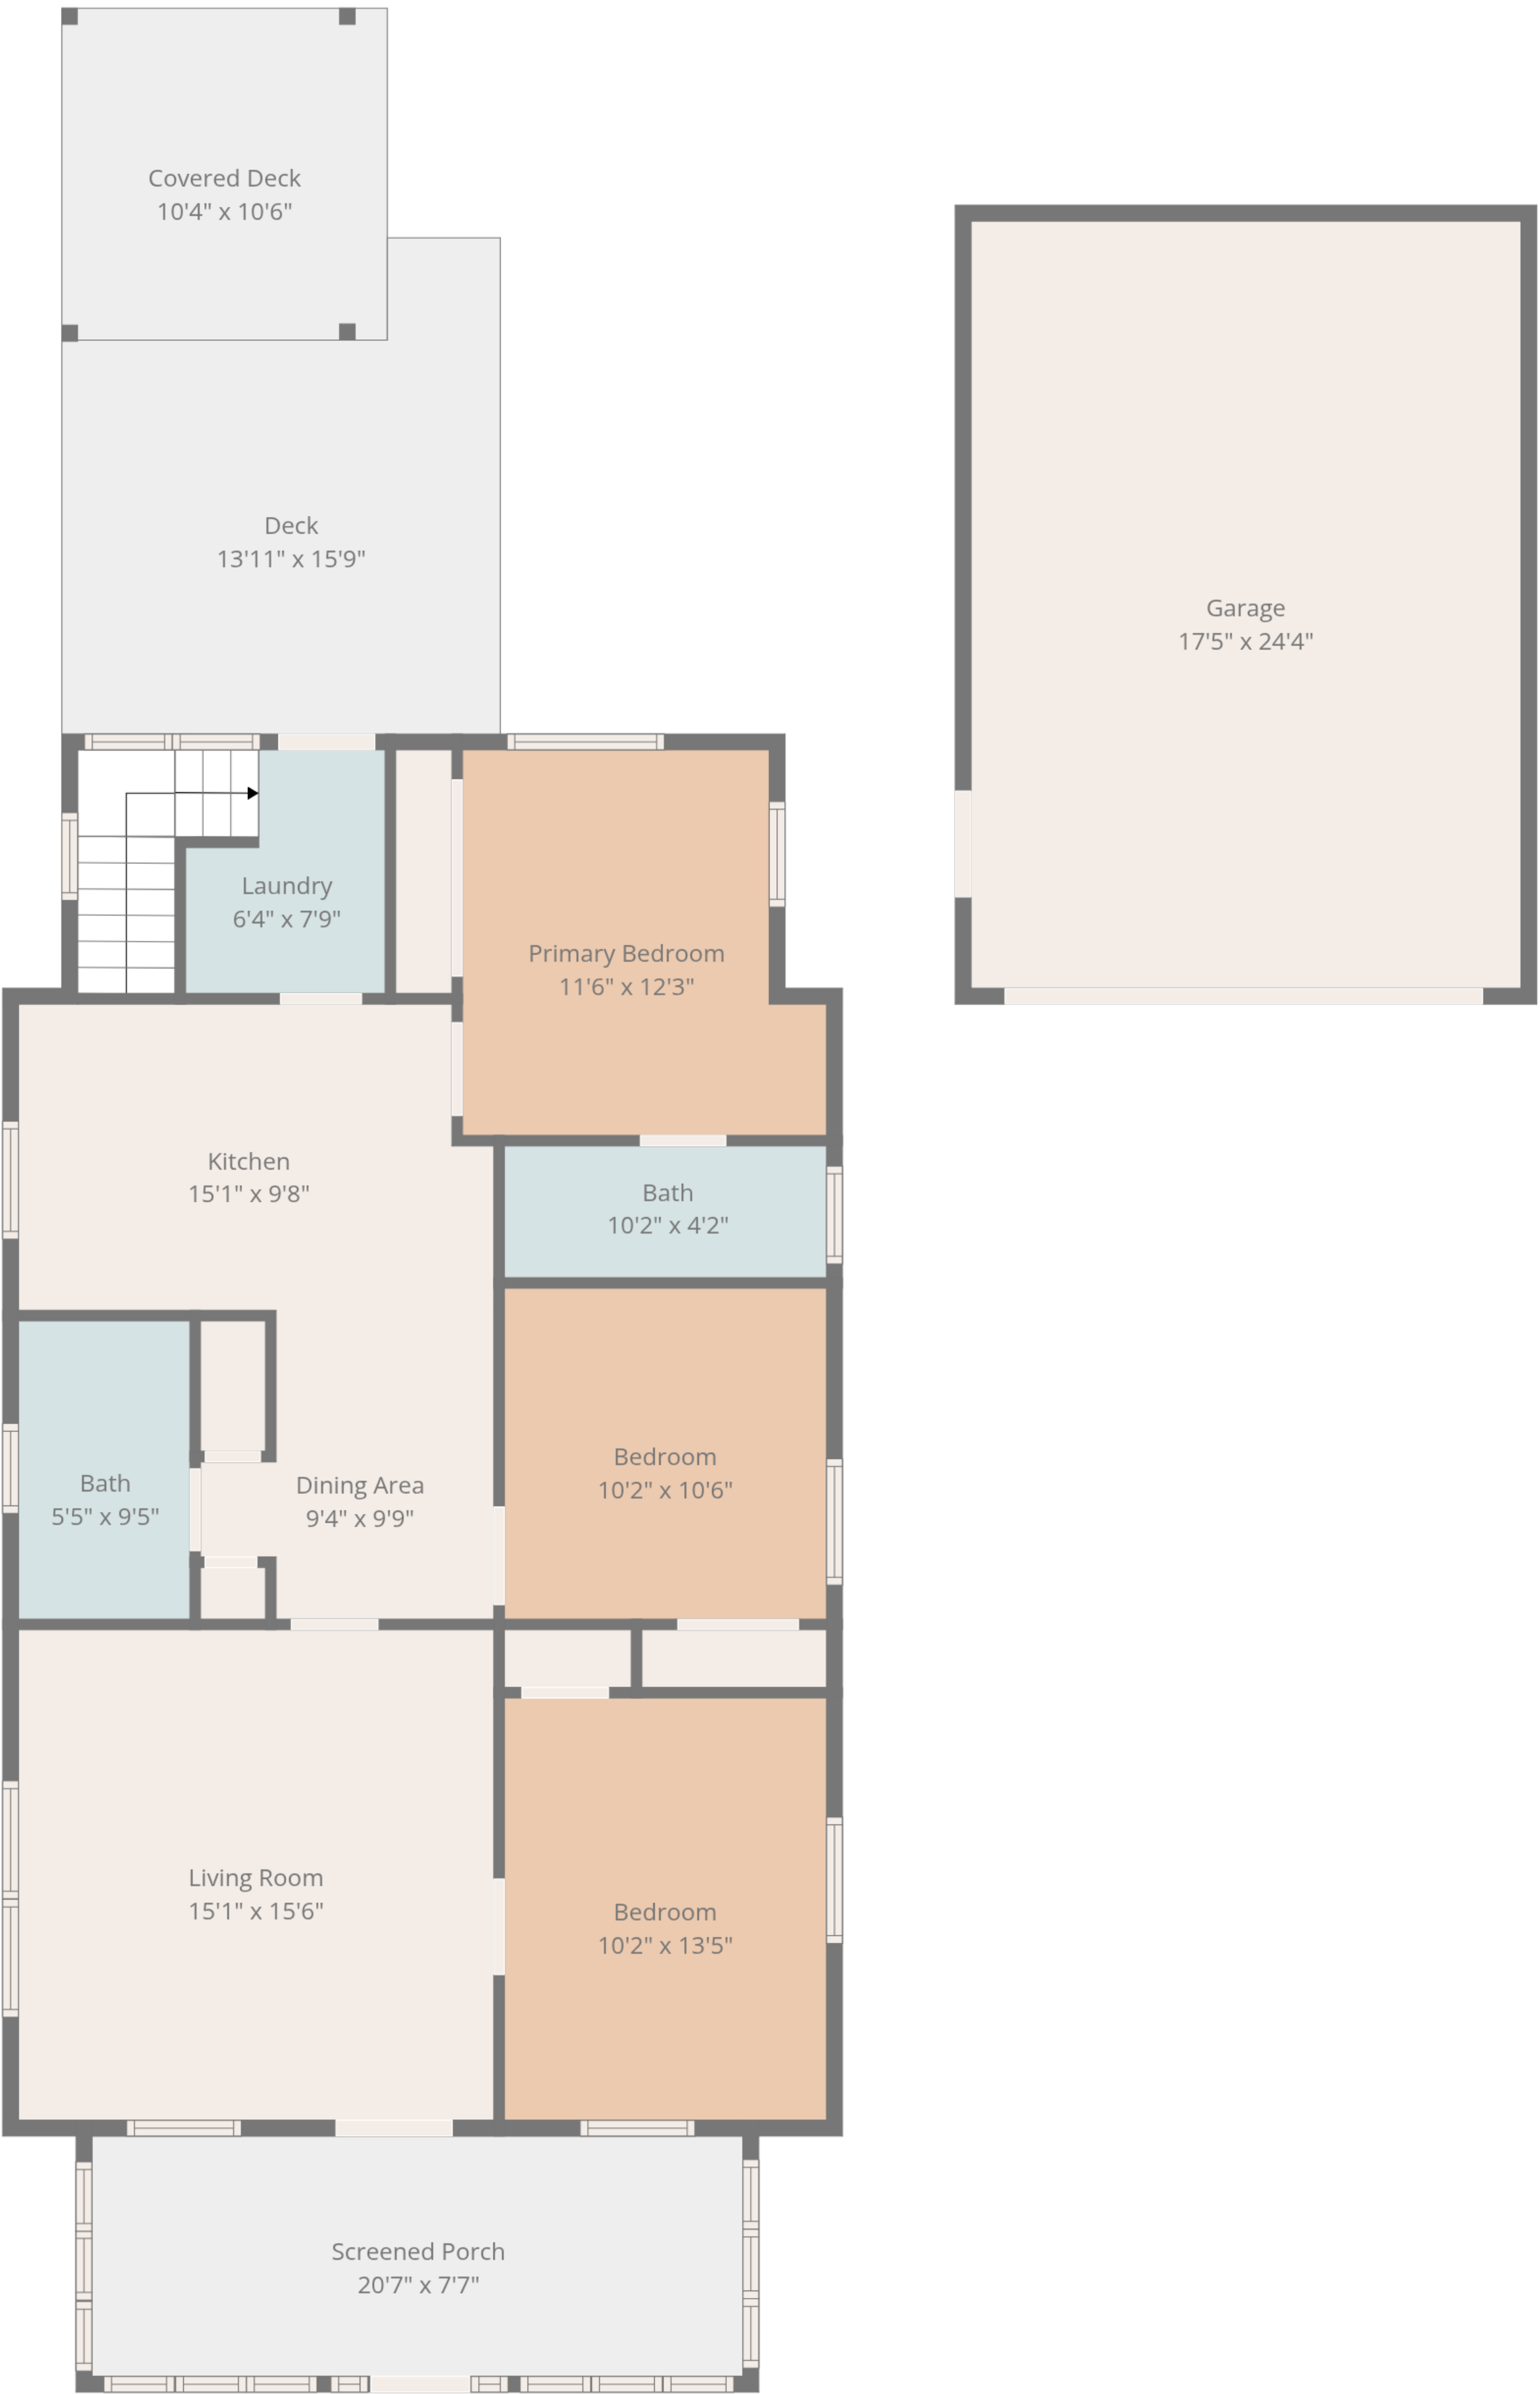 Covered Deck
10'4" x 10'6"
Deck
13'11" x 15'9"
Garage
17'5" x 24'4"
Laundry
6'4" x 7'9"
Primary Bedroom
11'6" x 12'3"
Kitchen
15'1" x 9'8"
Bath
10'2" x 4'2"
Bedroom
10'2" x 10'6"
Bath
5'5" x 9'5"
Dining Area
9'4" x 9'9"
Living Room
15'1" x 15'6"
Bedroom
10'2" x 13'5"
Screened Porch
20'7" x 7'7"